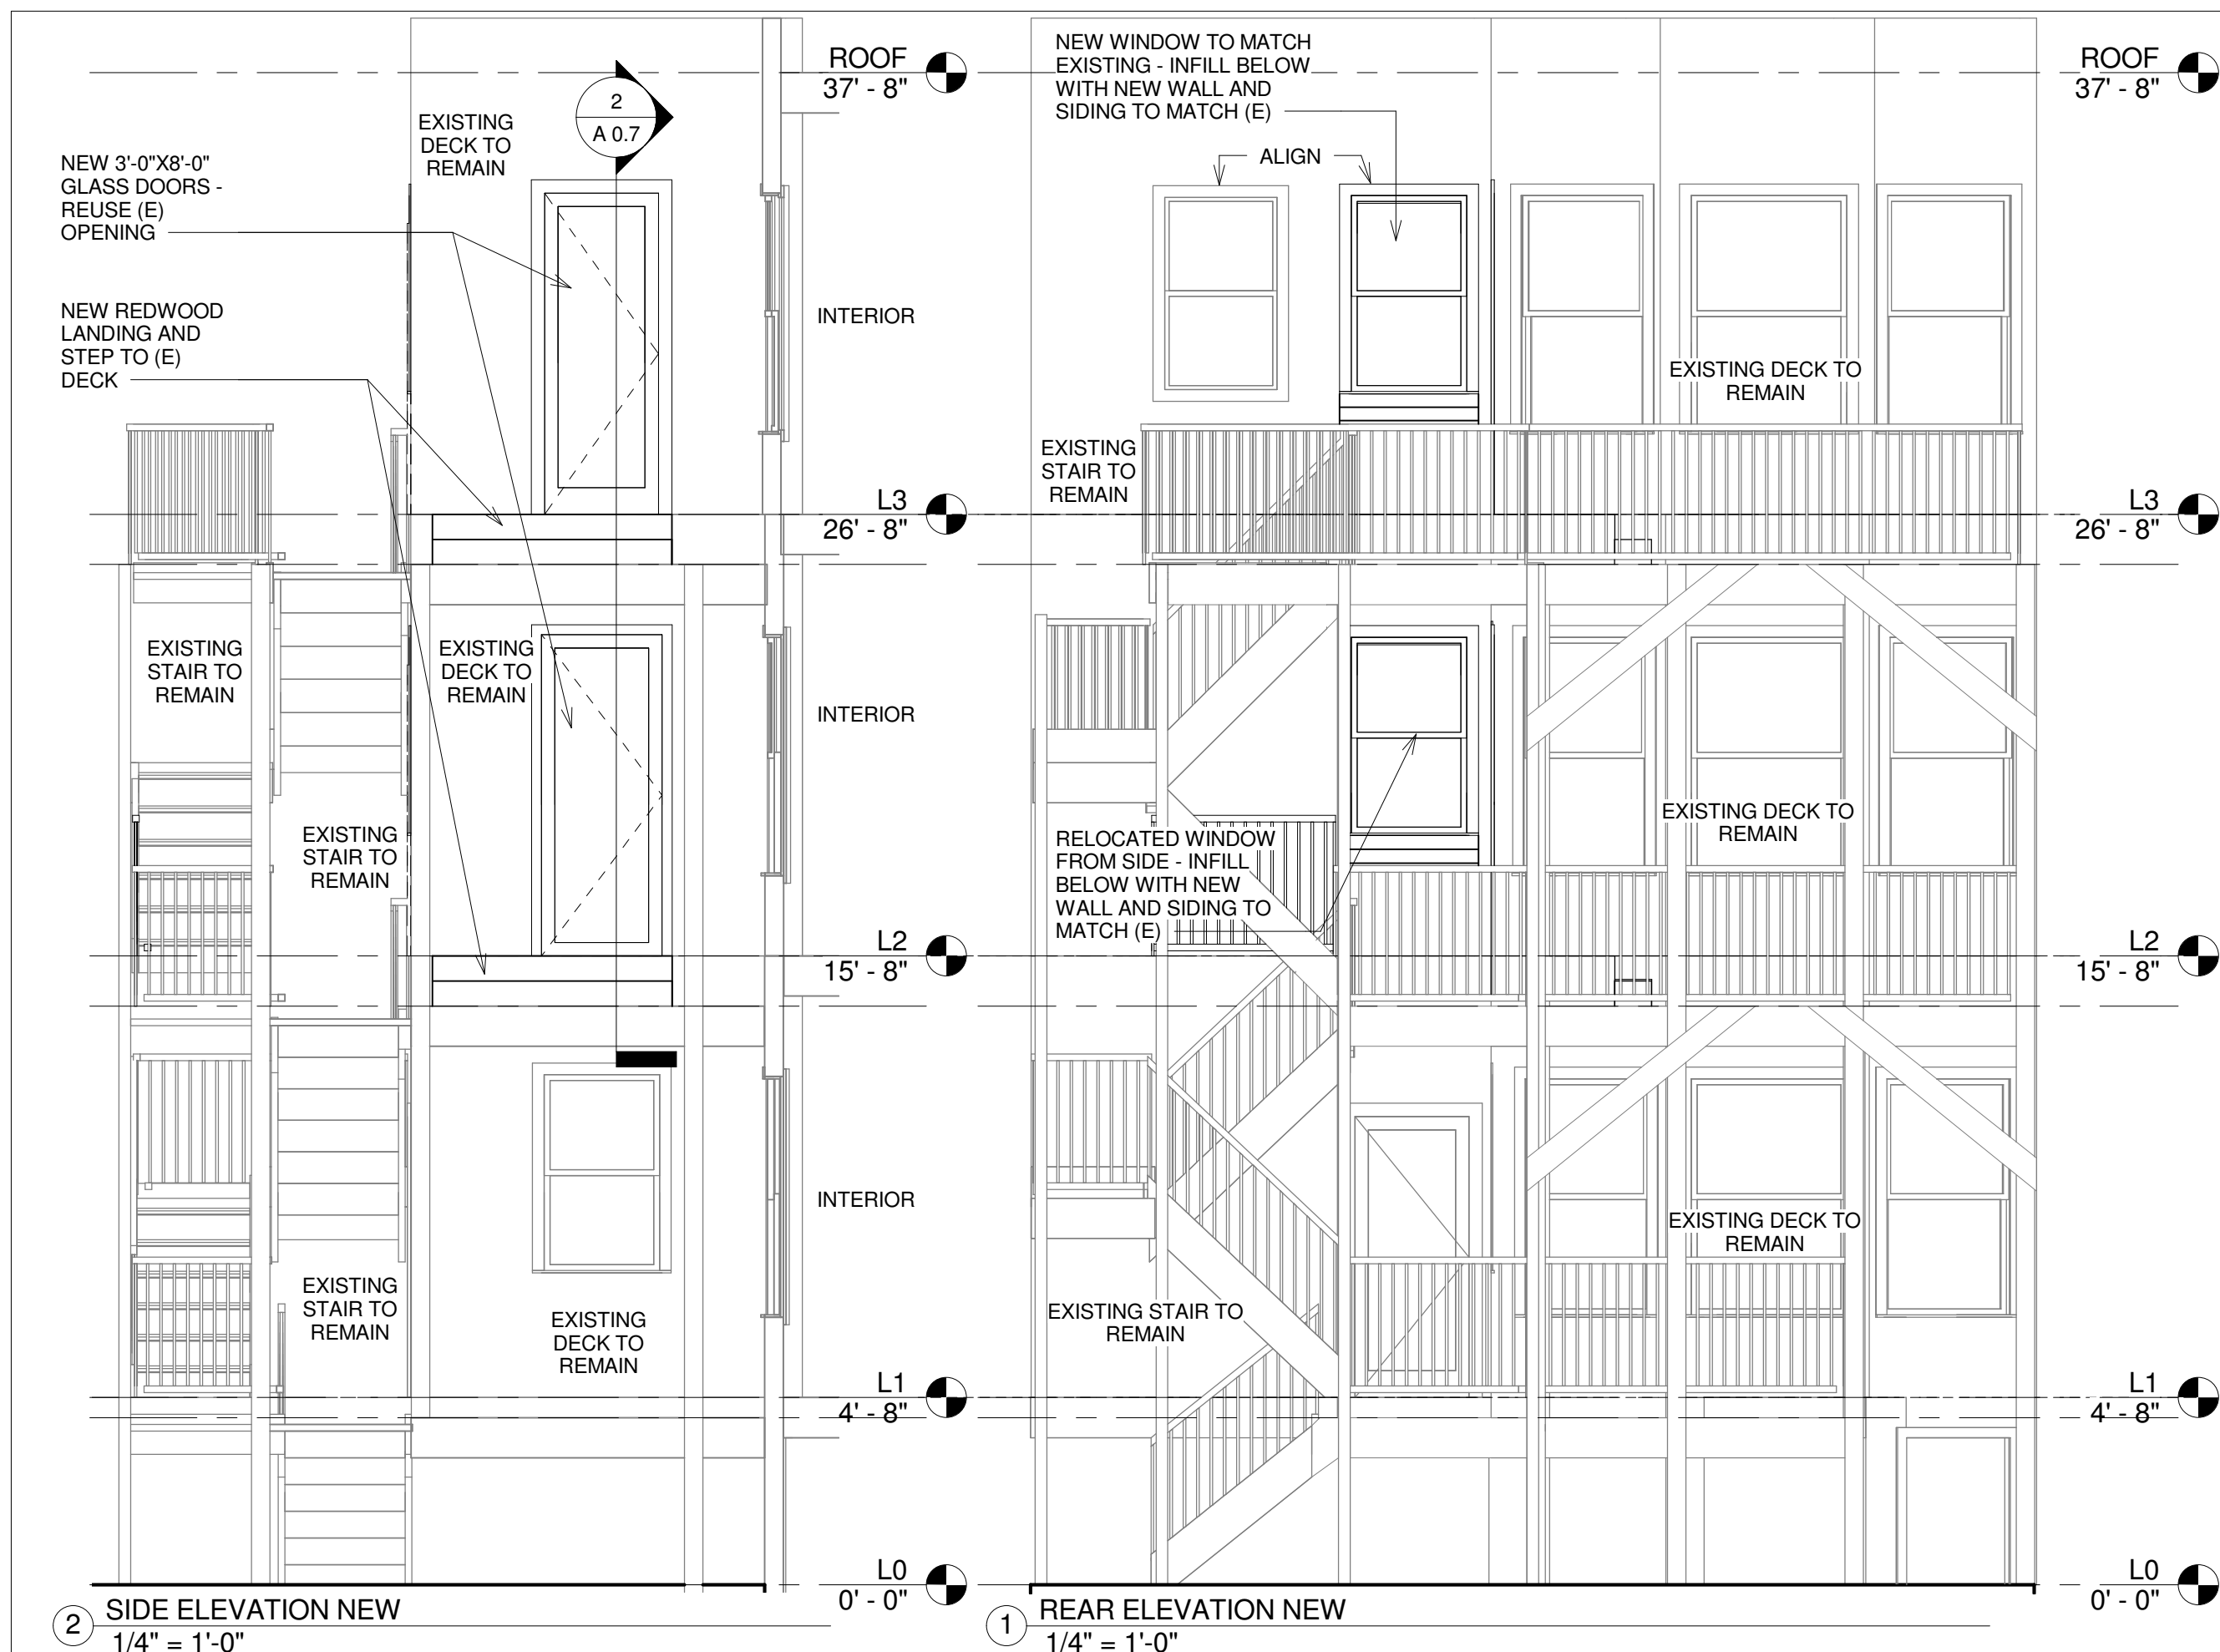 ROOF
37' - 8"
2
A 0.7
EXISTING
DECK TO
REMAIN
NEW 3'-0"X8'-0"
GLASS DOORS -
REUSE (E)
OPENING
NEW REDWOOD
LANDING AND
STEP TO (E)
DECK
INTERIOR
L3
26' - 8"
EXISTING
STAIR TO
REMAIN
EXISTING
DECK TO
REMAIN
INTERIOR
EXISTING
STAIR TO
REMAIN
L2
15' - 8"
INTERIOR
EXISTING
STAIR TO
REMAIN
EXISTING
DECK TO
REMAIN
L1
4' - 8"
L0
0' - 0"
2
SIDE ELEVATION NEW
1/4" = 1'-0"
NEW WINDOW TO MATCH
EXISTING - INFILL BELOW
WITH NEW WALL AND
SIDING TO MATCH (E)
ALIGN
ROOF
37' - 8"
EXISTING DECK TO
REMAIN
EXISTING
STAIR TO
REMAIN
L3
26' - 8"
RELOCATED WINDOW
FROM SIDE - INFILL
BELOW WITH NEW
WALL AND SIDING TO
MATCH (E)
EXISTING DECK TO
REMAIN
L2
15' - 8"
EXISTING DECK TO
REMAIN
EXISTING STAIR TO
REMAIN
L1
4' - 8"
L0
0' - 0"
1
REAR ELEVATION NEW
1/4" = 1'-0"